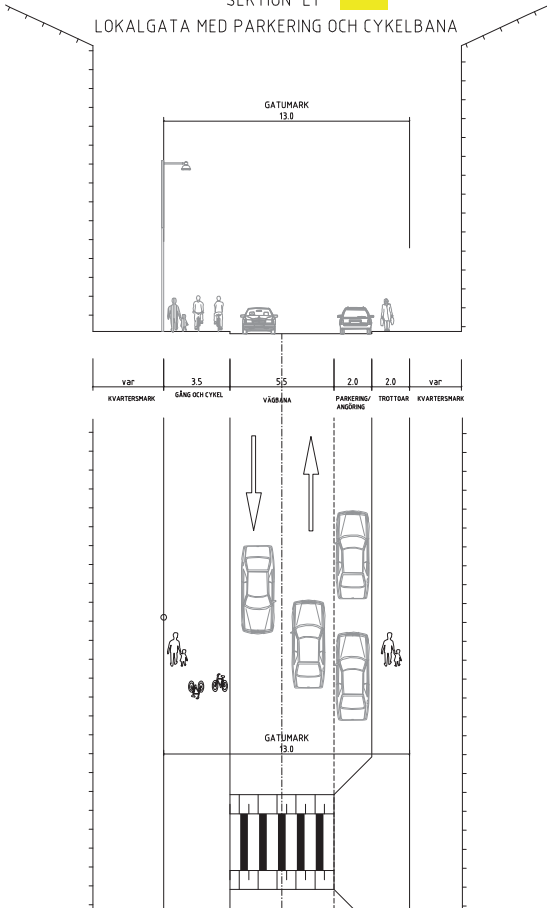 SEKTION
LOKALGATA MED PARKERING OCH CYKELBANA
GATUMARK
13.0
var 3.5 5.5 2.0 2.0 var
KVARTERSMARK GÅNG OCH CYKEL VÄGBANA PARKERING/ TROTTOAR KVARTERSMARK
ANGÖRING
GATUMARK
13.0